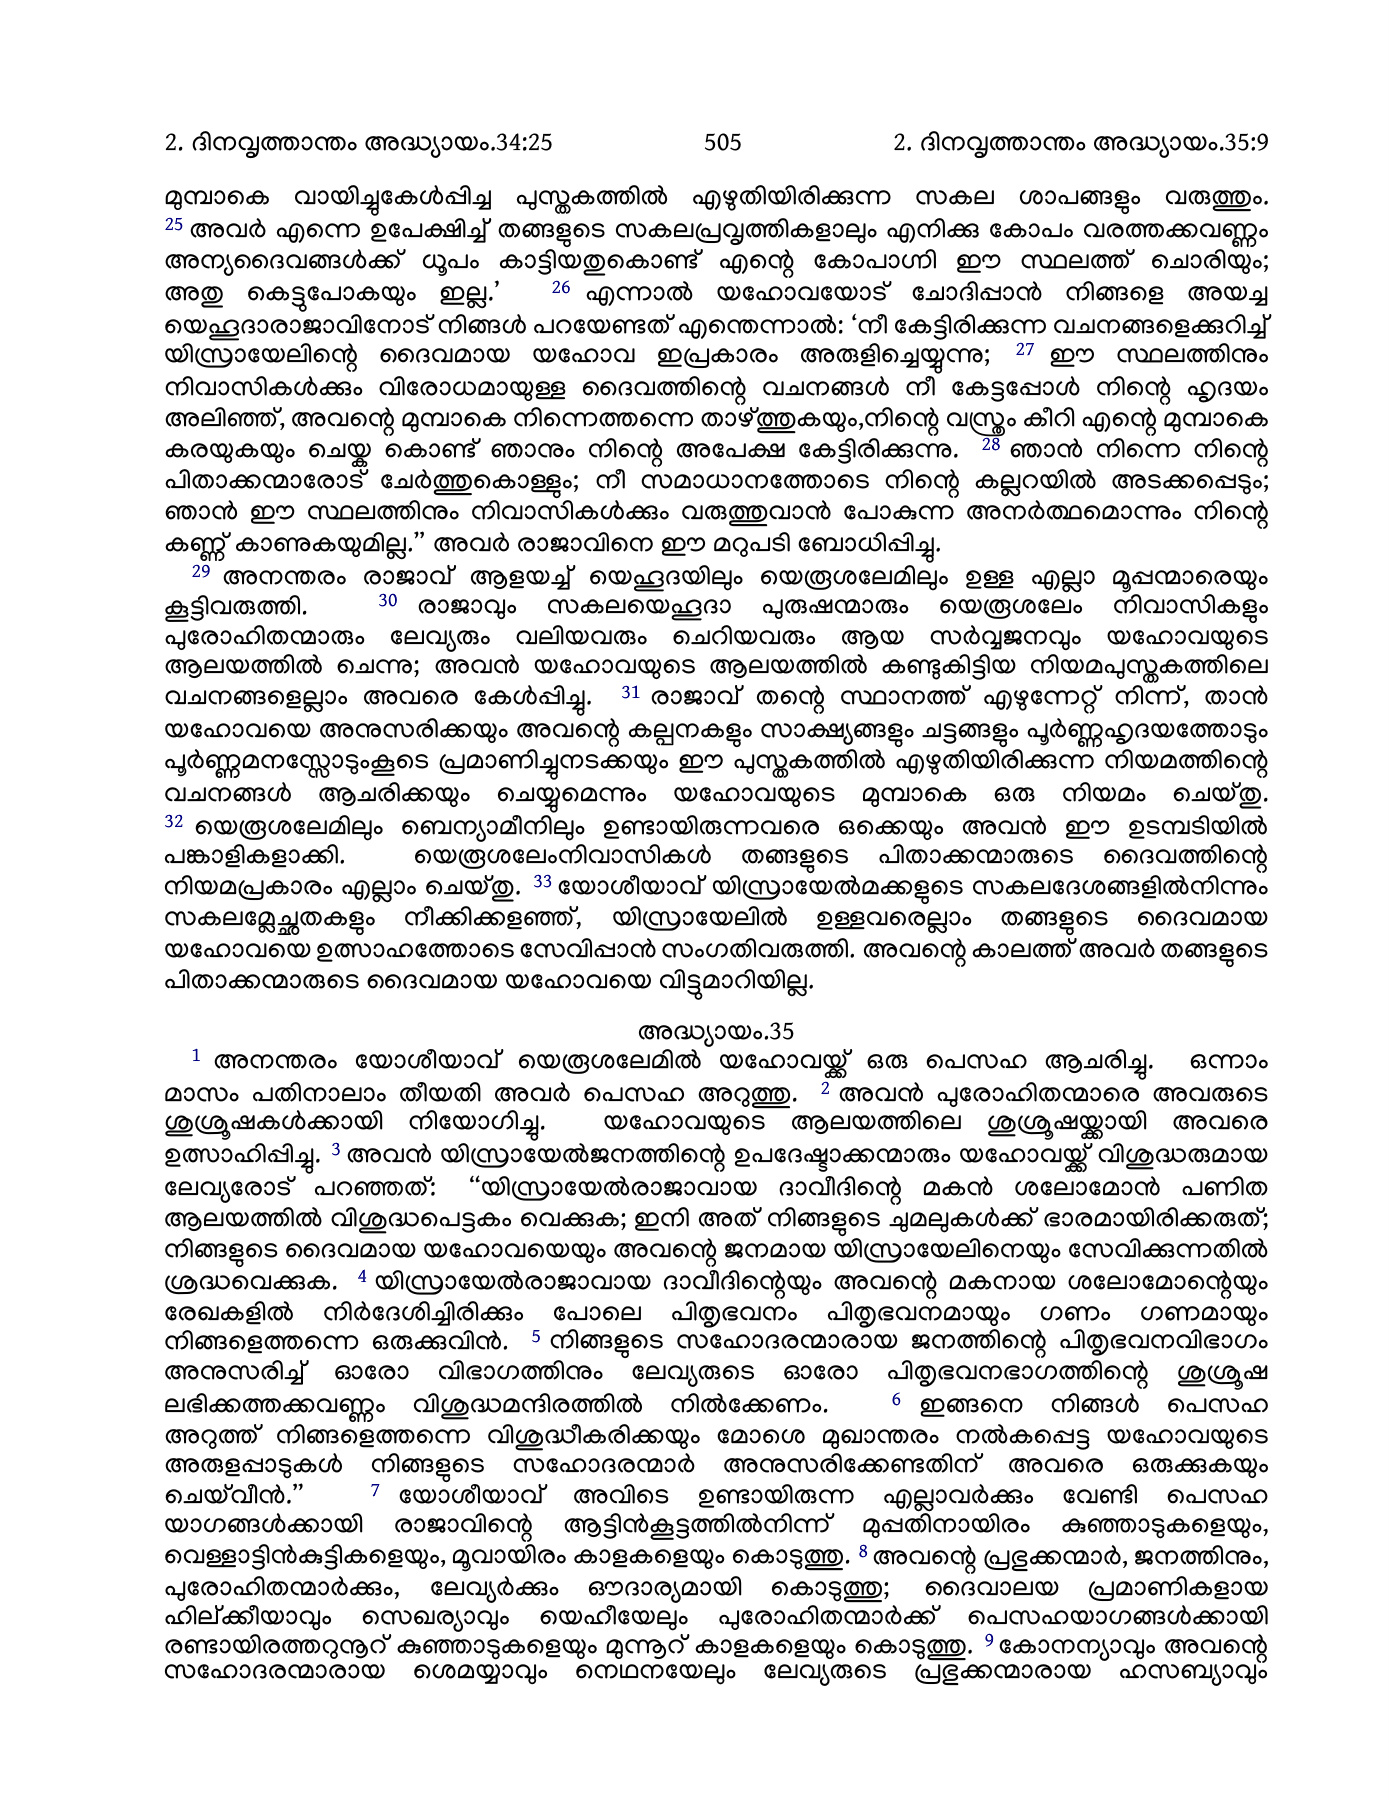 2. ദിനവൃത്താന്തം അദ്ധ്യായം.34:25 505 2. ദിനവൃത്താന്തം അദ്ധ്യായം.35:9
മുമ്പാകെ വായിച്ചുകേൾപ്പിച്ച പുസ്തകത്തിൽ എഴുതിയിരിക്കുന്ന സകല ശാപങ്ങളും വരുത്തും.
25 അവർ എന്നെ ഉപേക്ഷിച്ച് തങ്ങളുടെ സകലപ്രവൃത്തികളാലും എനിക്കു കോപം വരത്തക്കവണ്ണം
അന്യദൈവങ്ങൾക്ക് ധൂപം കാട്ടിയതുകൊണ്ട് എന്റെ കോപാഗ്നി ഈ സ്ഥലത്ത് ചൊരിയും;
അതു കെട്ടുപോകയും ഇല്ല.’ 26 എന്നാൽ യഹോവയോട് ചോദിപ്പാൻ നിങ്ങളെ അയച്ച
യെഹൂദാരാജാവിനോട് നിങ്ങൾ പറയേണ്ടത് എന്തെന്നാൽ: ‘നീ കേട്ടിരിക്കുന്ന വചനങ്ങളെക്കുറിച്ച്
യിസ്രായേലിന്റെ ദൈവമായ യഹോവ ഇപ്രകാരം അരുളിച്ചെയ്യുന്നു; 27 ഈ സ്ഥലത്തിനും
നിവാസികൾക്കും വിരോധമായുള്ള ദൈവത്തിന്റെ വചനങ്ങൾ നീ കേട്ടപ്പോൾ നിന്റെ ഹൃദയം
അലിഞ്ഞ്, അവന്റെ മുമ്പാകെ നിന്നെത്തന്നെ താഴ്ത്തുകയും,നിന്റെ വസ്ത്രം കീറി എന്റെ മുമ്പാകെ
കരയുകയും ചെയ്ക കൊണ്ട് ഞാനും നിന്റെ അപേക്ഷ കേട്ടിരിക്കുന്നു. 28 ഞാൻ നിന്നെ നിന്റെ
പിതാക്കന്മാരോട് ചേർത്തുകൊള്ളും; നീ സമാധാനത്തോടെ നിന്റെ കല്ലറയിൽ അടക്കപ്പെടും;
ഞാൻ ഈ സ്ഥലത്തിനും നിവാസികൾക്കും വരുത്തുവാൻ പോകുന്ന അനർത്ഥമൊന്നും നിന്റെ
കണ്ണ് കാണുകയുമില്ല.” അവർ രാജാവിനെ ഈ മറുപടി ബോധിപ്പിച്ചു.
29 അനന്തരം രാജാവ് ആളയച്ച് യെഹൂദയിലും യെരൂശലേമിലും ഉള്ള എല്ലാ മൂപ്പന്മാരെയും
കൂട്ടിവരുത്തി. 30 രാജാവും സകലയെഹൂദാ പുരുഷന്മാരും യെരൂശലേം നിവാസികളും
പുരോഹിതന്മാരും ലേവ്യരും വലിയവരും ചെറിയവരും ആയ സർവ്വജനവും യഹോവയുടെ
ആലയത്തിൽ ചെന്നു; അവൻ യഹോവയുടെ ആലയത്തിൽ കണ്ടുകിട്ടിയ നിയമപുസ്തകത്തിലെ
വചനങ്ങളെല്ലാം അവരെ കേൾപ്പിച്ചു. 31 രാജാവ് തന്റെ സ്ഥാനത്ത് എഴുന്നേറ്റ് നിന്ന്, താൻ
യഹോവയെ അനുസരിക്കയും അവന്റെ കല്പനകളും സാക്ഷ്യങ്ങളും ചട്ടങ്ങളും പൂർണ്ണഹൃദയത്തോടും
പൂർണ്ണമനസ്സോടുംകൂടെ പ്രമാണിച്ചുനടക്കയും ഈ പുസ്തകത്തിൽ എഴുതിയിരിക്കുന്ന നിയമത്തിന്റെ
വചനങ്ങൾ ആചരിക്കയും ചെയ്യുമെന്നും യഹോവയുടെ മുമ്പാകെ ഒരു നിയമം ചെയ്തു.
32 യെരൂശലേമിലും ബെന്യാമീനിലും ഉണ്ടായിരുന്നവരെ ഒക്കെയും അവൻ ഈ ഉടമ്പടിയിൽ
പങ്കാളികളാക്കി. യെരൂശലേംനിവാസികൾ തങ്ങളുടെ പിതാക്കന്മാരുടെ ദൈവത്തിന്റെ
നിയമപ്രകാരം എല്ലാം ചെയ്തു. 33 യോശീയാവ് യിസ്രായേൽമക്കളുടെ സകലദേശങ്ങളിൽനിന്നും
സകലമ്ലേച്ഛതകളും നീക്കിക്കളഞ്ഞ്, യിസ്രായേലിൽ ഉള്ളവരെല്ലാം തങ്ങളുടെ ദൈവമായ
യഹോവയെ ഉത്സാഹത്തോടെ സേവിപ്പാൻ സംഗതിവരുത്തി. അവന്റെ കാലത്ത് അവർ തങ്ങളുടെ
പിതാക്കന്മാരുടെ ദൈവമായ യഹോവയെ വിട്ടുമാറിയില്ല.
അദ്ധ്യായം.35
1 അനന്തരം യോശീയാവ് യെരൂശലേമിൽ യഹോവയ്ക്ക് ഒരു പെസഹ ആചരിച്ചു. ഒന്നാം
മാസം പതിനാലാം തീയതി അവർ പെസഹ അറുത്തു. 2 അവൻ പുരോഹിതന്മാരെ അവരുടെ
ശുശ്രൂഷകൾക്കായി നിയോഗിച്ചു. യഹോവയുടെ ആലയത്തിലെ ശുശ്രൂഷയ്ക്കായി അവരെ
ഉത്സാഹിപ്പിച്ചു. 3 അവൻ യിസ്രായേൽജനത്തിന്റെ ഉപദേഷ്ടാക്കന്മാരും യഹോവയ്ക്ക് വിശുദ്ധരുമായ
ലേവ്യരോട് പറഞ്ഞത്: “യിസ്രായേൽരാജാവായ ദാവീദിന്റെ മകൻ ശലോമോൻ പണിത
ആലയത്തിൽ വിശുദ്ധപെട്ടകം വെക്കുക; ഇനി അത് നിങ്ങളുടെ ചുമലുകൾക്ക് ഭാരമായിരിക്കരുത്;
നിങ്ങളുടെ ദൈവമായ യഹോവയെയും അവന്റെ ജനമായ യിസ്രായേലിനെയും സേവിക്കുന്നതിൽ
ശ്രദ്ധവെക്കുക. 4 യിസ്രായേൽരാജാവായ ദാവീദിന്റെയും അവന്റെ മകനായ ശലോമോന്റെയും
രേഖകളിൽ നിർദേശിച്ചിരിക്കും പോലെ പിതൃഭവനം പിതൃഭവനമായും ഗണം ഗണമായും
നിങ്ങളെത്തന്നെ ഒരുക്കുവിൻ. 5 നിങ്ങളുടെ സഹോദരന്മാരായ ജനത്തിന്റെ പിതൃഭവനവിഭാഗം
അനുസരിച്ച് ഓരോ വിഭാഗത്തിനും ലേവ്യരുടെ ഓരോ പിതൃഭവനഭാഗത്തിന്റെ ശുശ്രൂഷ
ലഭിക്കത്തക്കവണ്ണം വിശുദ്ധമന്ദിരത്തിൽ നിൽക്കേണം. 6 ഇങ്ങനെ നിങ്ങൾ പെസഹ
അറുത്ത് നിങ്ങളെത്തന്നെ വിശുദ്ധീകരിക്കയും മോശെ മുഖാന്തരം നൽകപ്പെട്ട യഹോവയുടെ
അരുളപ്പാടുകൾ നിങ്ങളുടെ സഹോദരന്മാർ അനുസരിക്കേണ്ടതിന് അവരെ ഒരുക്കുകയും
ചെയ്‌വീൻ.” 7 യോശീയാവ് അവിടെ ഉണ്ടായിരുന്ന എല്ലാവർക്കും വേണ്ടി പെസഹ
യാഗങ്ങൾക്കായി രാജാവിന്റെ ആട്ടിൻകൂട്ടത്തിൽനിന്ന് മുപ്പതിനായിരം കുഞ്ഞാടുകളെയും,
വെള്ളാട്ടിൻകുട്ടികളെയും, മൂവായിരം കാളകളെയും കൊടുത്തു. 8 അവന്റെ പ്രഭുക്കന്മാർ, ജനത്തിനും,
പുരോഹിതന്മാർക്കും, ലേവ്യർക്കും ഔദാര്യമായി കൊടുത്തു; ദൈവാലയ പ്രമാണികളായ
ഹില്ക്കീയാവും സെഖര്യാവും യെഹീയേലും പുരോഹിതന്മാർക്ക് പെസഹയാഗങ്ങൾക്കായി
രണ്ടായിരത്തറുനൂറ് കുഞ്ഞാടുകളെയും മുന്നൂറ് കാളകളെയും കൊടുത്തു. 9 കോനന്യാവും അവന്റെ
സഹോദരന്മാരായ ശെമയ്യാവും നെഥനയേലും ലേവ്യരുടെ പ്രഭുക്കന്മാരായ ഹസബ്യാവും